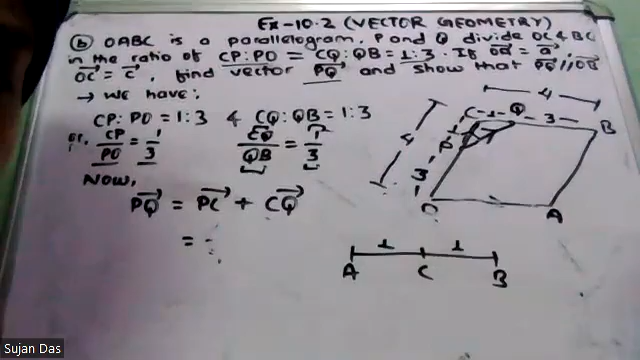 Ex-10.2 (VECTOR GEOMETRY)
ⓑ OABC is a parallelogram. P and Q divide OC & BC
in the ratio of CP:PO = CQ:QB = 1:3. If OA = a,
OC = c, find vector PQ and show that PQ // OB
→ We have:
CP:PO = 1:3 & CQ:QB = 1:3
or, CP/PO = 1/3 CQ/QB = 1/3
Now,
PQ = PC + CQ
= -
4
C 1 Q 3 B
4 1 P
3
O A
1 1
A C B
Sujan Das